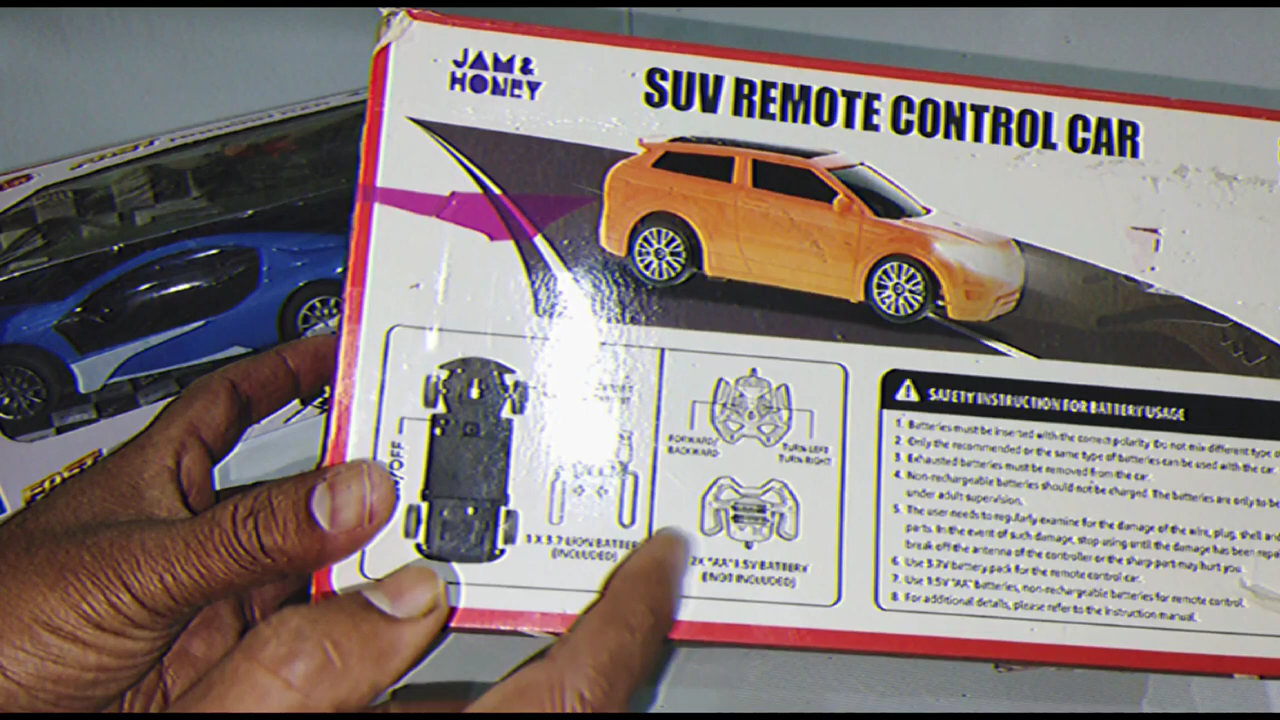 JAM &
HONEY
SUV REMOTE CONTROL CAR
FORWARD/
BACKWARD
TURN LEFT
TURN RIGHT
/OFF
1 X 3.7 LION BATTERY
(INCLUDED)
2X "AA" 1.5V BATTERY
(NOT INCLUDED)
SAFETY INSTRUCTION FOR BATTERY USAGE
1. Batteries must be inserted with the correct polarity. Do not mix different type o
2. Only the recommended or the same type of batteries can be used with the car.
3. Exhausted batteries must be removed from the car.
4. Non-rechargeable batteries should not be charged. The batteries are only to be
under adult supervision.
5. The user needs to regularly examine for the damage of the wire, plug, shell and
parts. In the event of such damage, stop using until the damage has been repa
break off the antenna of the controller or the sharp part may hurt you.
6. Use 3.7V battery pack for the remote control car.
7. Use 1.5V "AA" batteries, non-rechargeable batteries for remote control.
8. For additional details, please refer to the instruction manual.
FAST